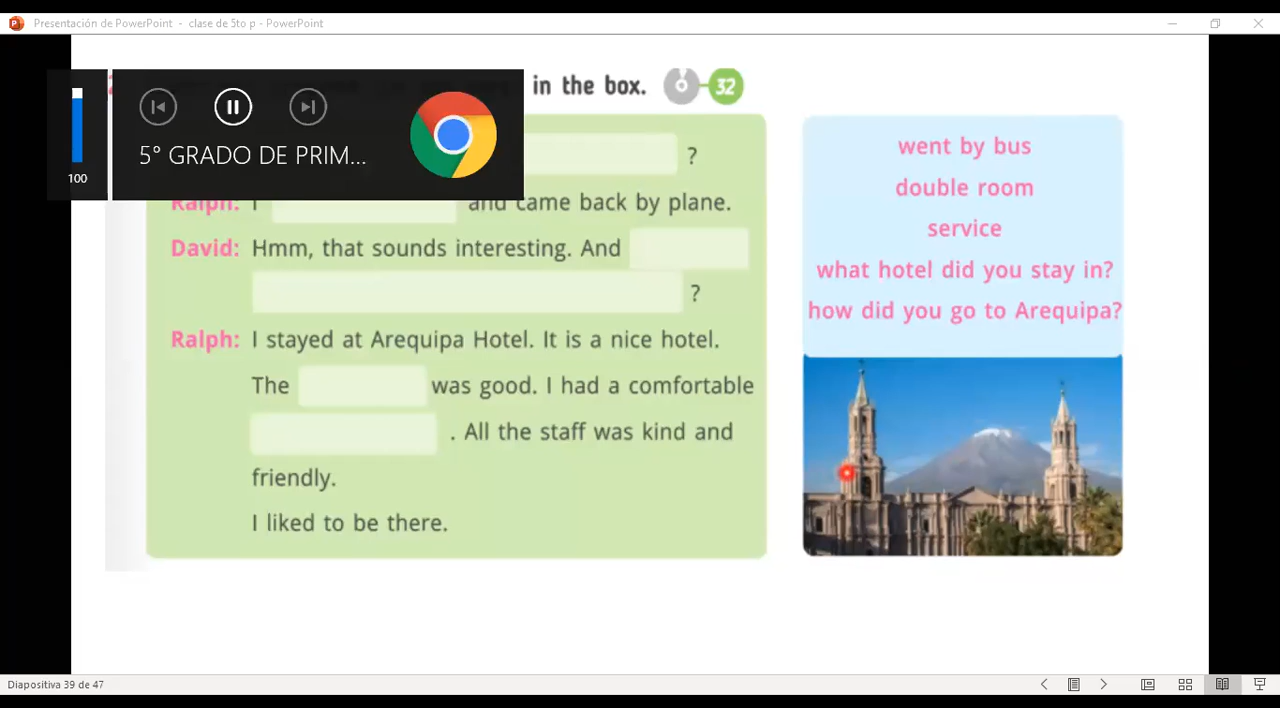 Presentación de PowerPoint - clase de 5to p - PowerPoint
in the box. 32
5° GRADO DE PRIM...
100
?
Ralph: I and came back by plane.
David: Hmm, that sounds interesting. And
?
Ralph: I stayed at Arequipa Hotel. It is a nice hotel.
The was good. I had a comfortable
. All the staff was kind and
friendly.
I liked to be there.
went by bus
double room
service
what hotel did you stay in?
how did you go to Arequipa?
Diapositiva 39 de 47